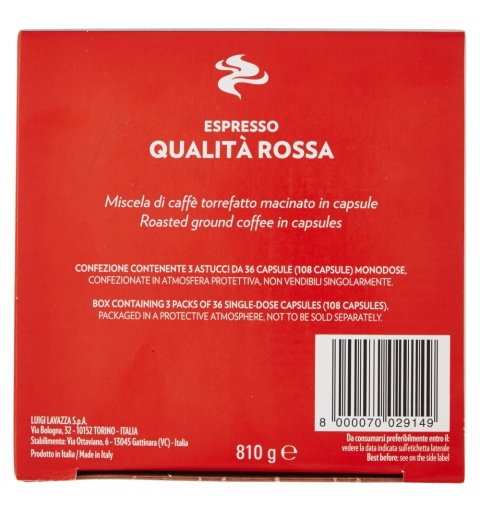 ESPRESSO
QUALITÀ ROSSA
Miscela di caffè torrefatto macinato in capsule
Roasted ground coffee in capsules
CONFEZIONE CONTENENTE 3 ASTUCCI DA 36 CAPSULE (108 CAPSULE) MONODOSE,
CONFEZIONATE IN ATMOSFERA PROTETTIVA, NON VENDIBILI SINGOLARMENTE.
BOX CONTAINING 3 PACKS OF 36 SINGLE-DOSE CAPSULES (108 CAPSULES),
PACKAGED IN A PROTECTIVE ATMOSPHERE, NOT TO BE SOLD SEPARATELY.
8 000070 029149
LUIGI LAVAZZA S.p.A.
Via Bologna, 32 - 10152 TORINO - ITALIA
Stabilimento: Via Ottaviano, 6 - 13045 Gattinara (VC) - Italia
Prodotto in Italia / Made in Italy
810 g ℮
Da consumarsi preferibilmente entro il:
vedere la data indicata sull'etichetta laterale
Best before: see on the side label